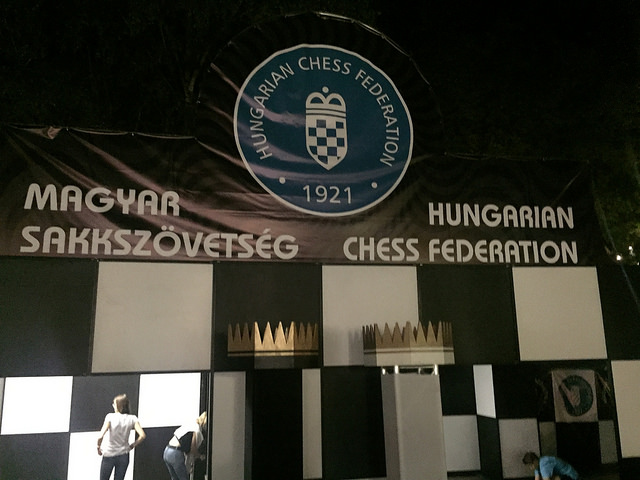 HUNGARIAN CHESS FEDERATION
1921
MAGYAR
SAKKSZÖVETSÉG
HUNGARIAN
CHESS FEDERATION